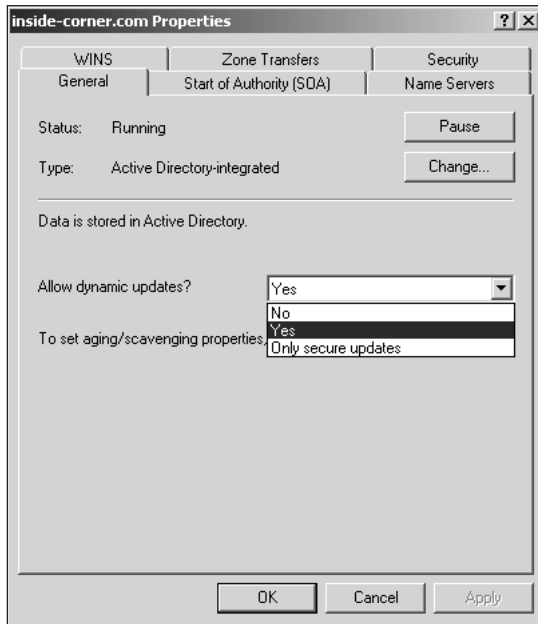 inside-corner.com Properties
WINS Zone Transfers Security
General Start of Authority (SOA) Name Servers
Status: Running Pause
Type: Active Directory-integrated Change...
Data is stored in Active Directory.
Allow dynamic updates? Yes
No
Yes
To set aging/scavenging properties,
Only secure updates
OK Cancel Apply